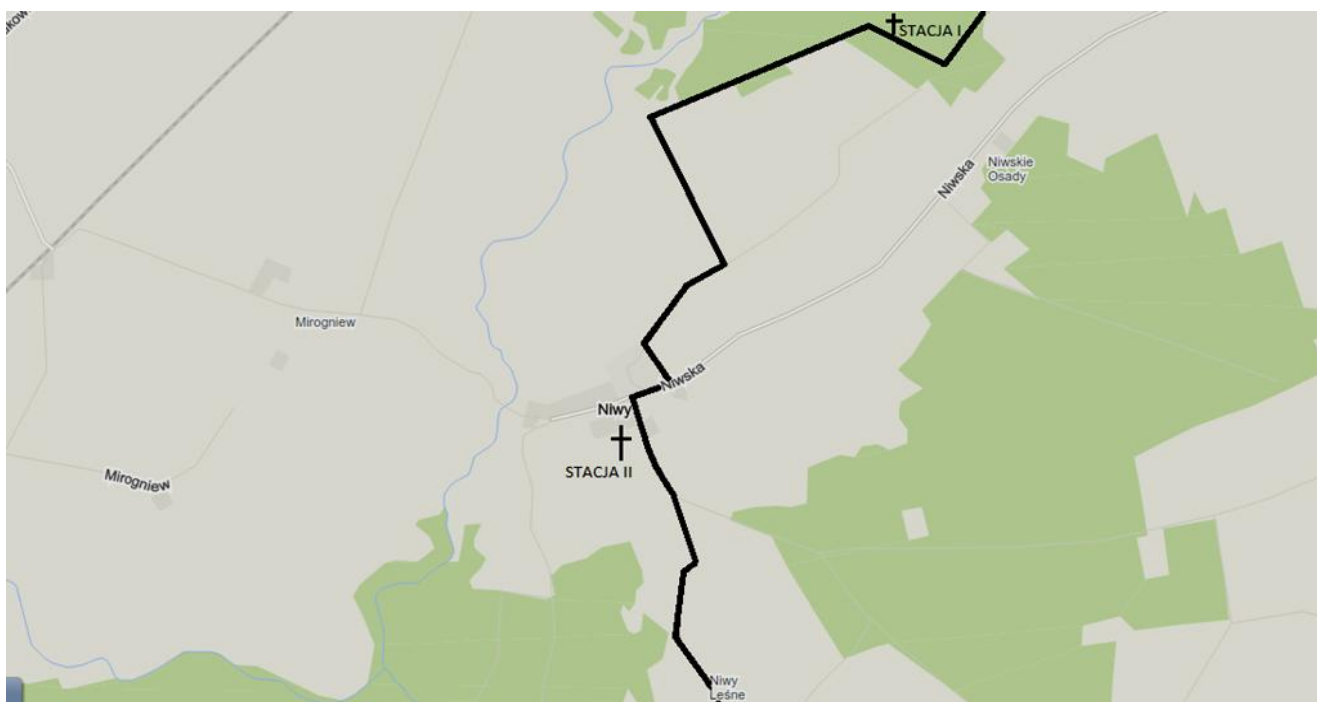 STACJA I
Niwskie
Osady
Niwska
Mirogniew
Niwska
Niwy
STACJA II
Mirogniew
Niwy
Leśne